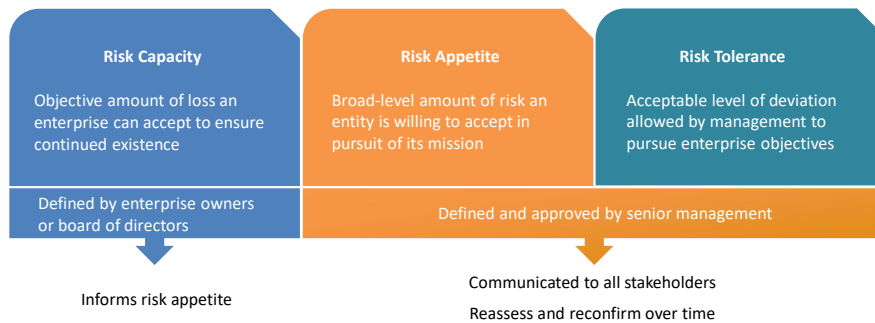 Risk Capacity
Objective amount of loss an
enterprise can accept to ensure
continued existence
Risk Appetite
Broad-level amount of risk an
entity is willing to accept in
pursuit of its mission
Risk Tolerance
Acceptable level of deviation
allowed by management to
pursue enterprise objectives
Defined by enterprise owners
or board of directors
Defined and approved by senior management
Informs risk appetite
Communicated to all stakeholders
Reassess and reconfirm over time